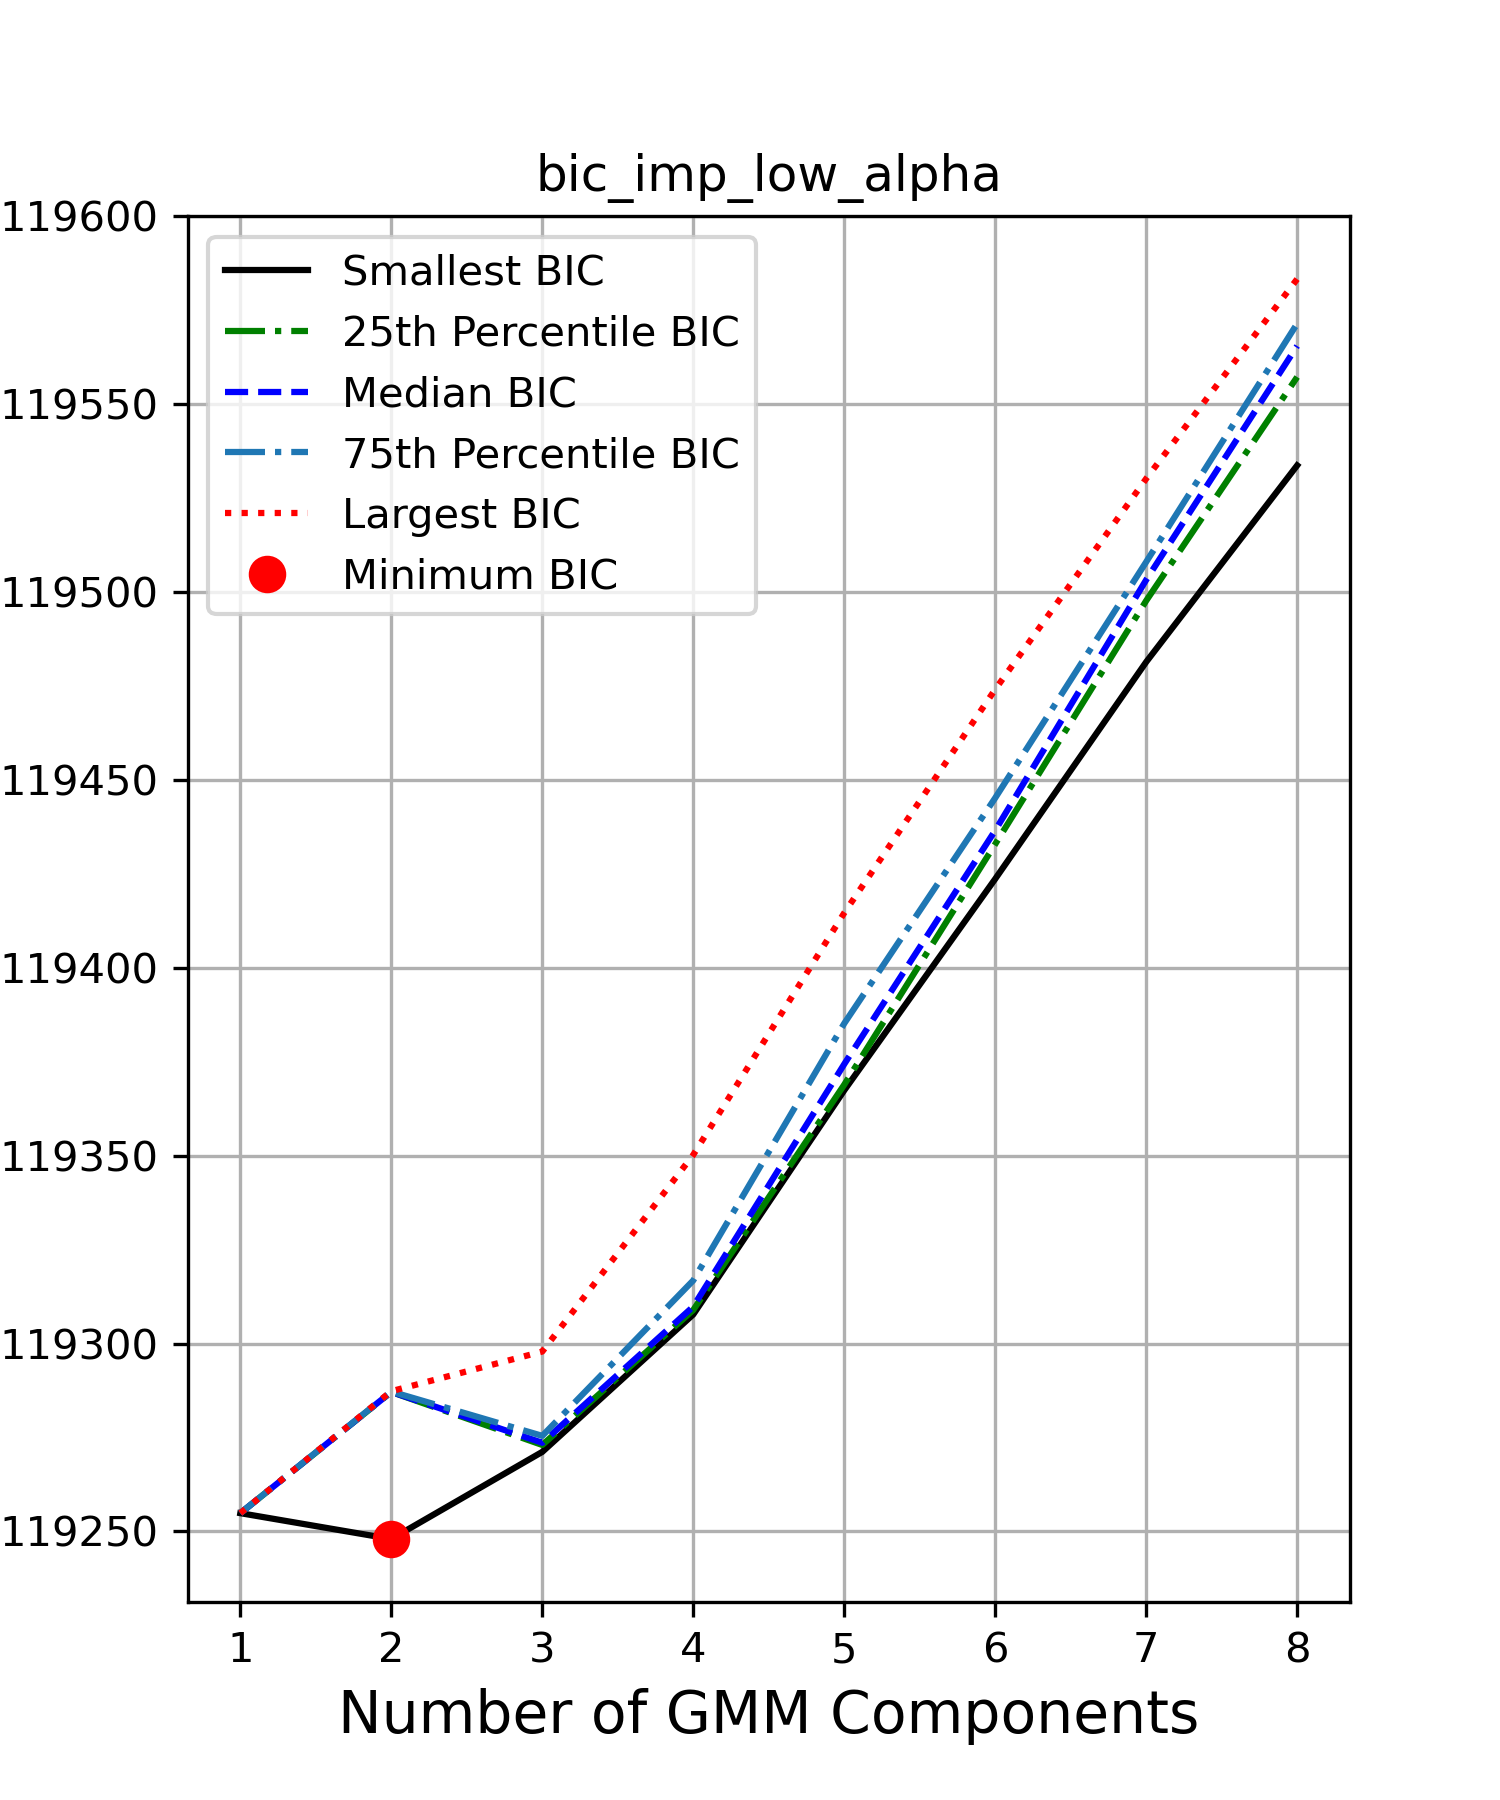 bic_imp_low_alpha
119600
119550
119500
119450
119400
119350
119300
119250
Smallest BIC
25th Percentile BIC
Median BIC
75th Percentile BIC
Largest BIC
Minimum BIC
1 2 3 4 5 6 7 8
Number of GMM Components